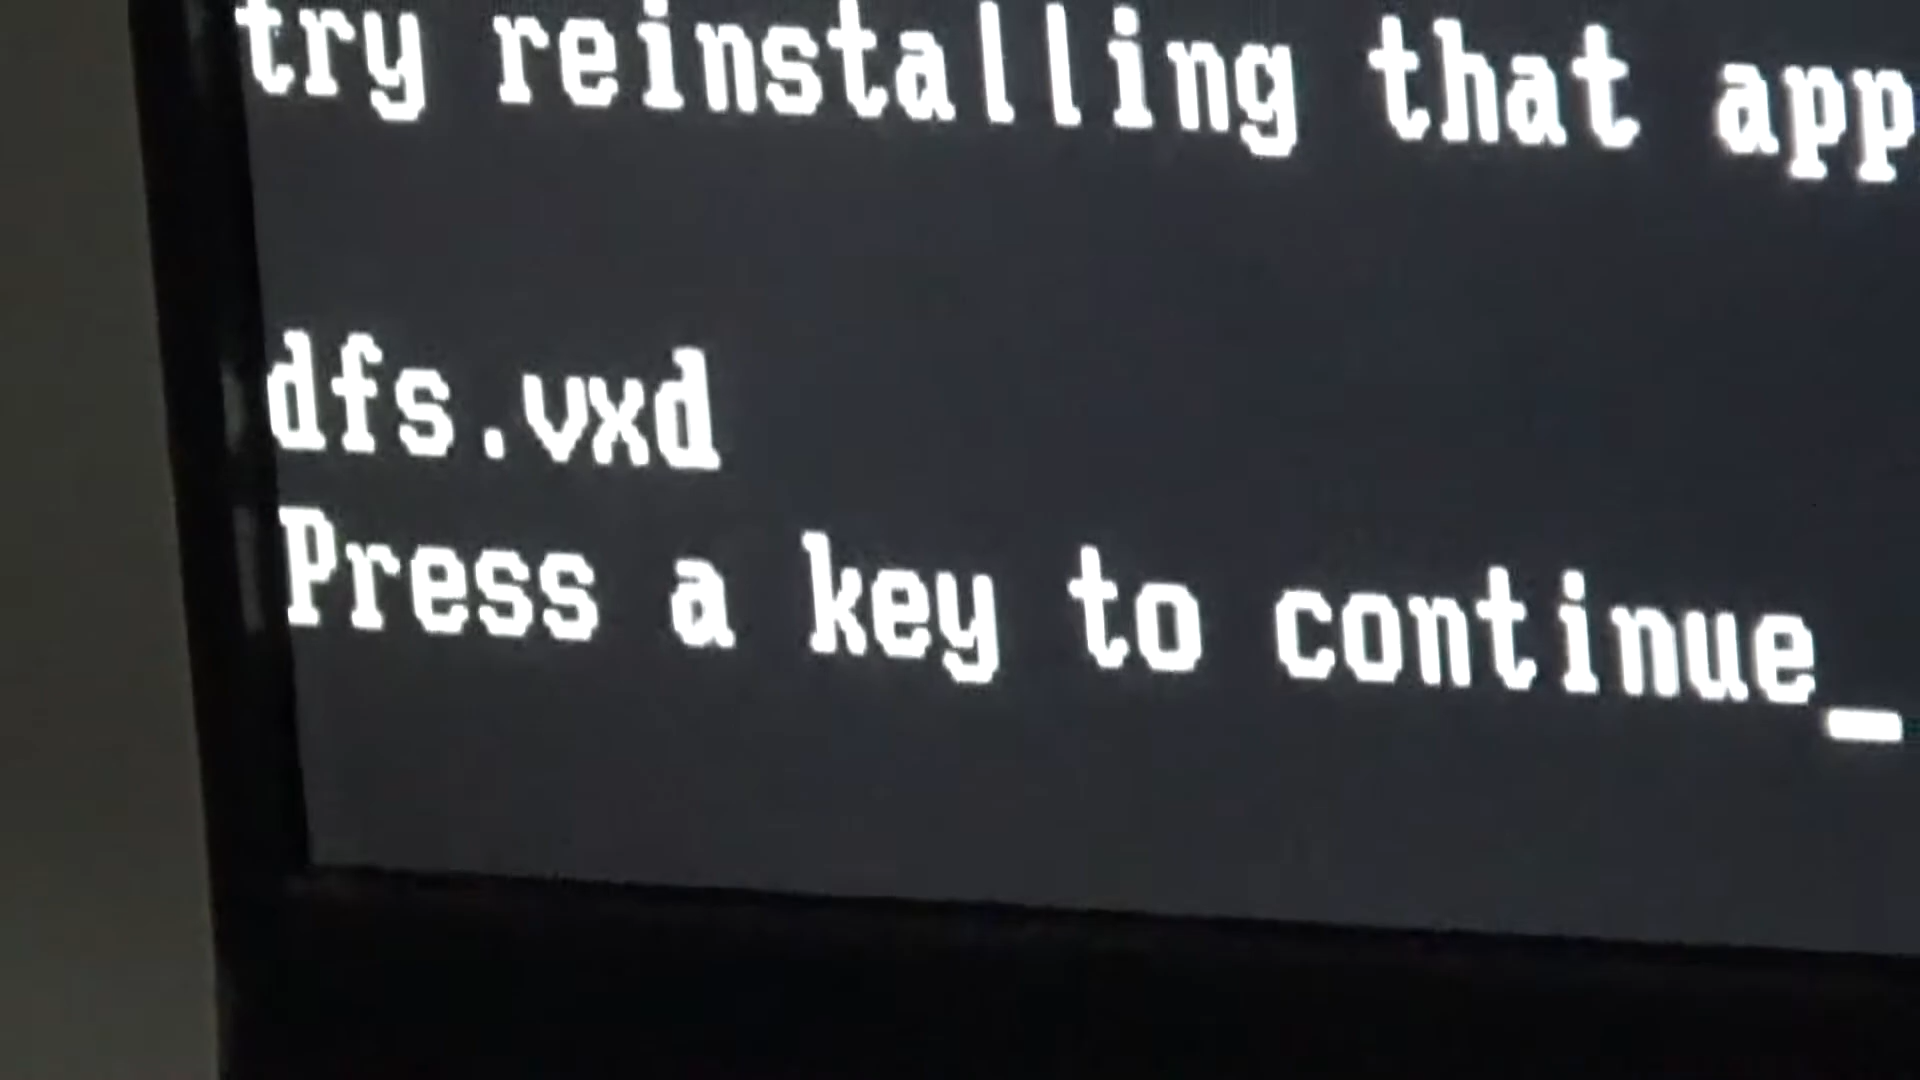 try reinstalling that app
dfs.vxd
Press a key to continue_